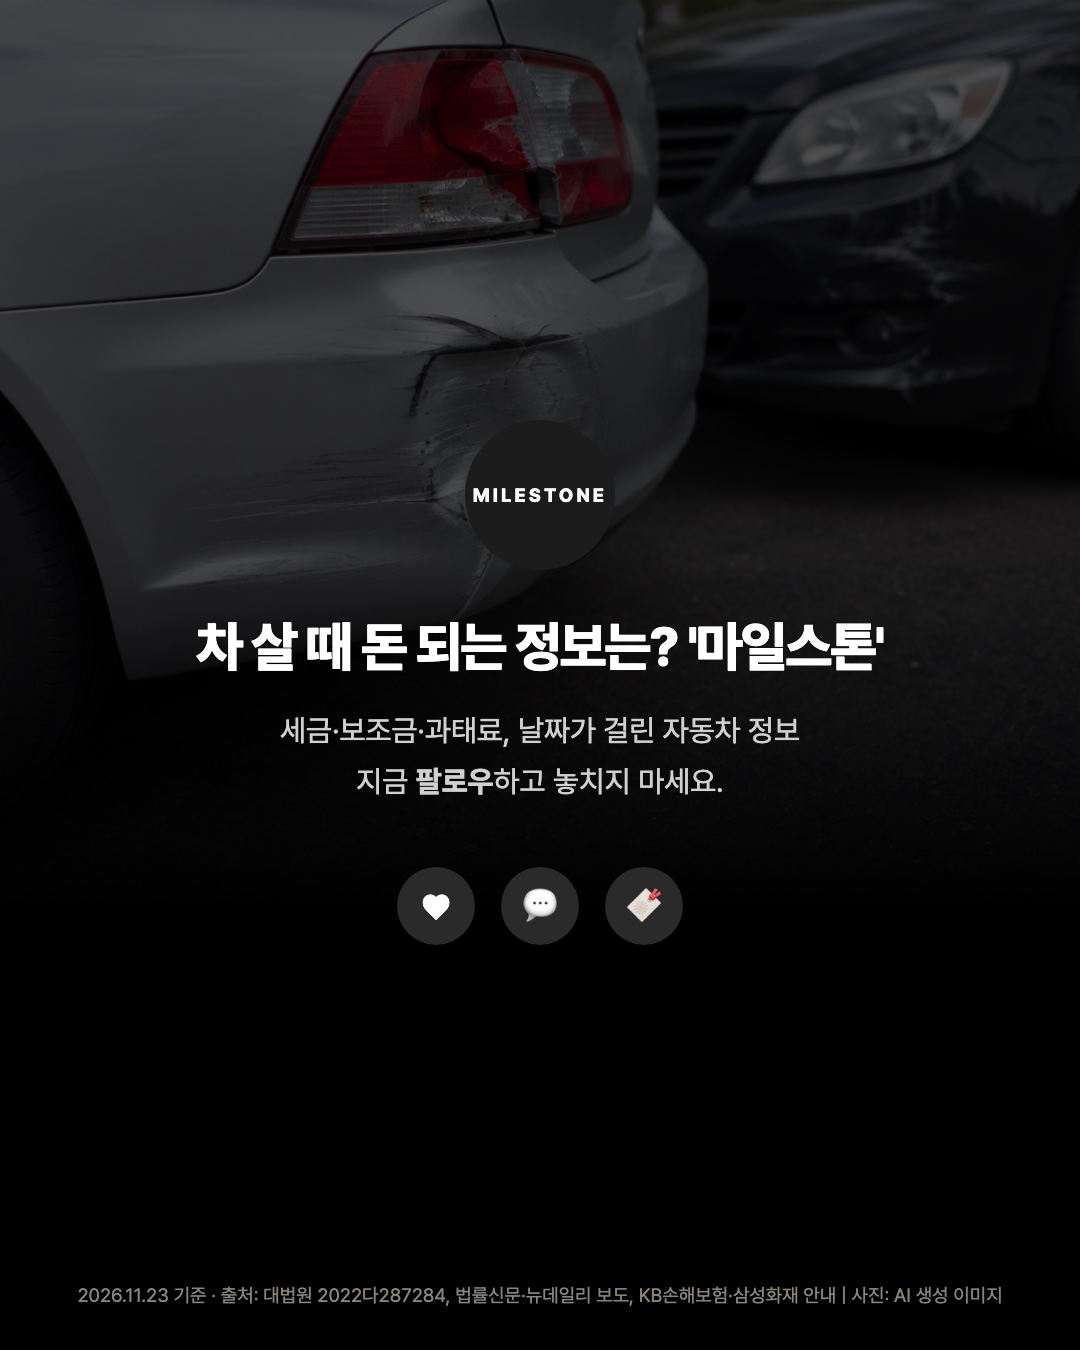 MILESTONE
차 살 때 돈 되는 정보는? '마일스톤'
세금·보조금·과태료, 날짜가 걸린 자동차 정보
지금 팔로우하고 놓치지 마세요.
2026.11.23 기준 · 출처: 대법원 2022다287284, 법률신문·뉴데일리 보도, KB손해보험·삼성화재 안내 | 사진: AI 생성 이미지